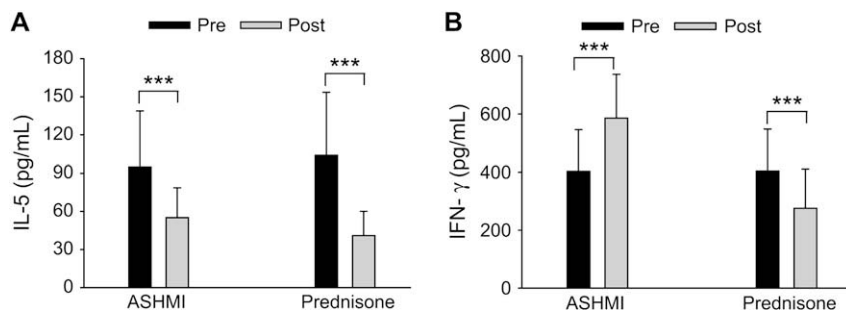 A
Pre
Post
IL-5 (pg/mL)
180
150
120
90
60
30
0
***
***
ASHMI
Prednisone
B
Pre
Post
IFN- γ (pg/mL)
800
600
400
200
0
***
***
ASHMI
Prednisone